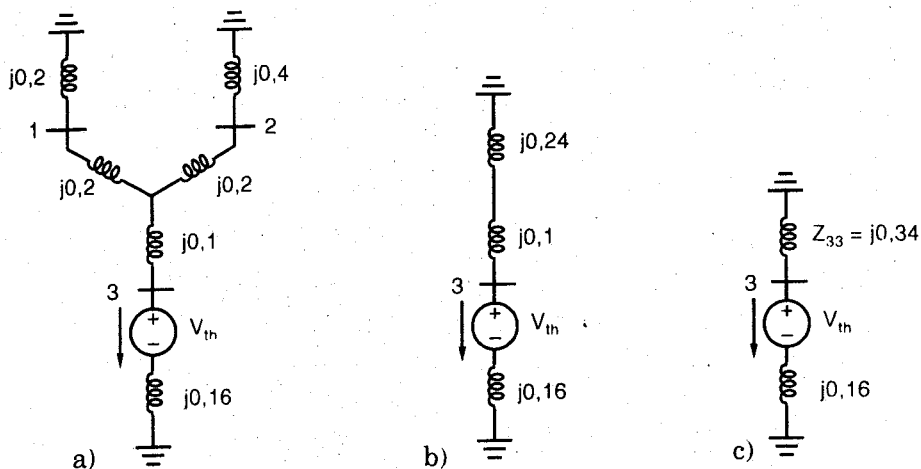 j0,2
j0,4
1
2
j0,2
j0,2
j0,1
3
+
V_th
−
j0,16
a)
j0,24
j0,1
3
+
V_th
−
j0,16
b)
Z_33 = j0,34
3
+
V_th
−
j0,16
c)